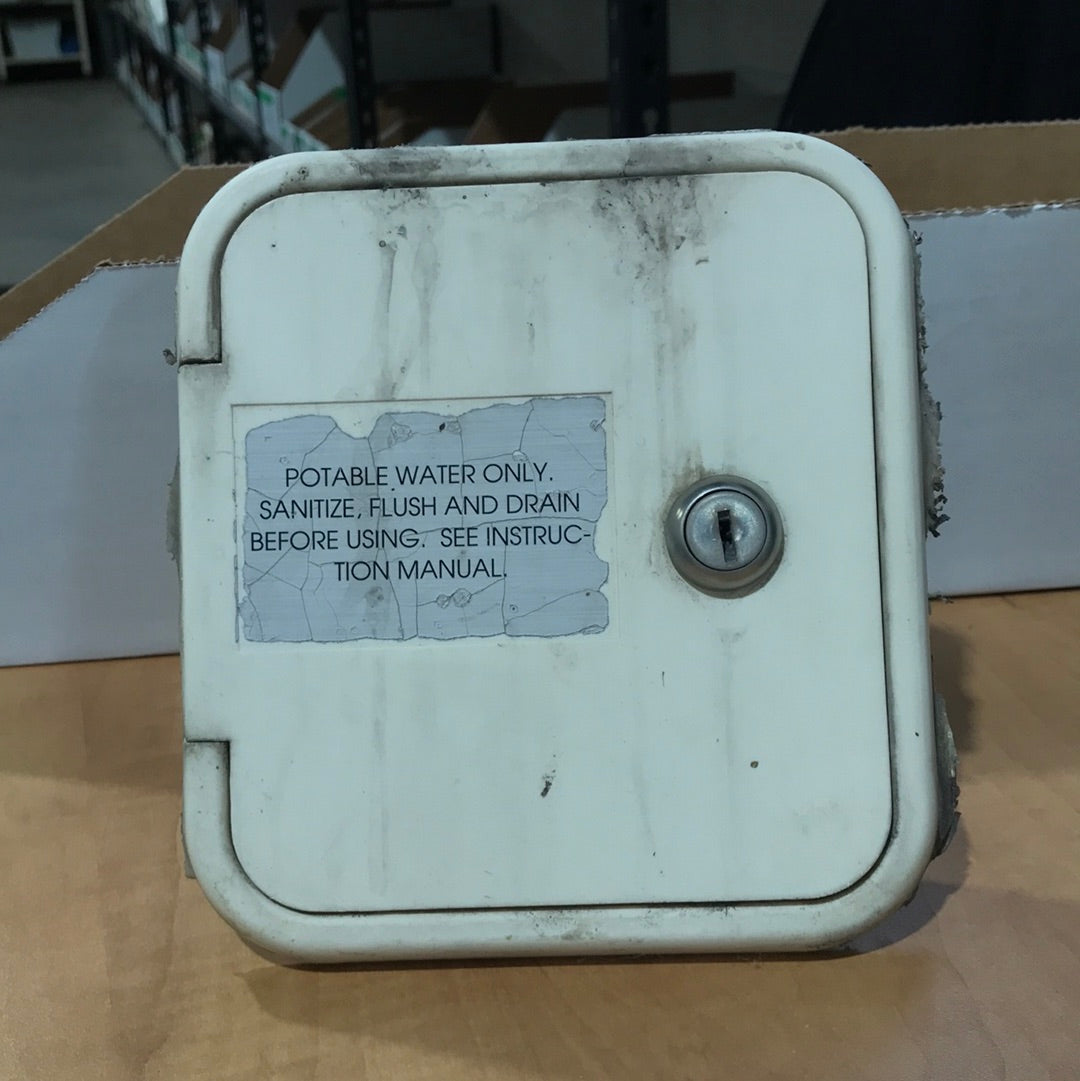 POTABLE WATER ONLY.
SANITIZE, FLUSH AND DRAIN
BEFORE USING. SEE INSTRUC-
TION MANUAL.